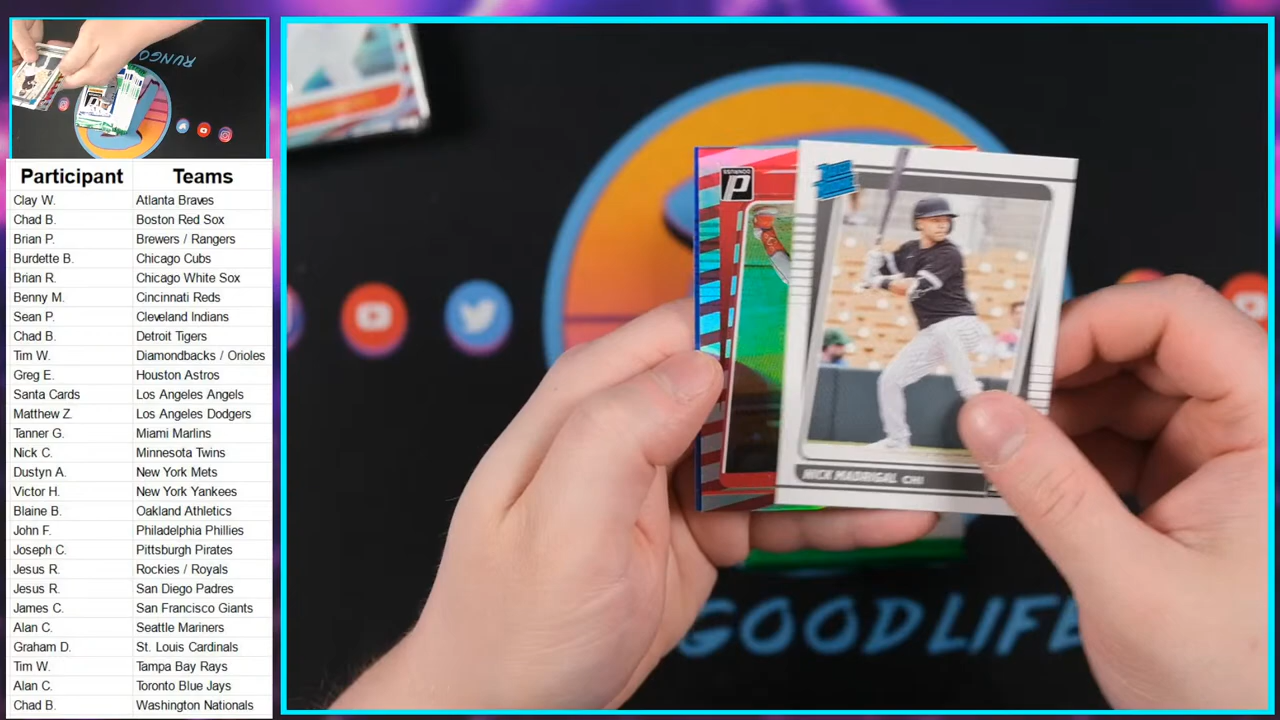 RUNGOOD
Participant Teams
Clay W. Atlanta Braves
Chad B. Boston Red Sox
Brian P. Brewers / Rangers
Burdette B. Chicago Cubs
Brian R. Chicago White Sox
Benny M. Cincinnati Reds
Sean P. Cleveland Indians
Chad B. Detroit Tigers
Tim W. Diamondbacks / Orioles
Greg E. Houston Astros
Santa Cards Los Angeles Angels
Matthew Z. Los Angeles Dodgers
Tanner G. Miami Marlins
Nick C. Minnesota Twins
Dustyn A. New York Mets
Victor H. New York Yankees
Blaine B. Oakland Athletics
John F. Philadelphia Phillies
Joseph C. Pittsburgh Pirates
Jesus R. Rockies / Royals
Jesus R. San Diego Padres
James C. San Francisco Giants
Alan C. Seattle Mariners
Graham D. St. Louis Cardinals
Tim W. Tampa Bay Rays
Alan C. Toronto Blue Jays
Chad B. Washington Nationals
DONRUSS
P
NICK MADRIGAL CHI
GOODLIFE